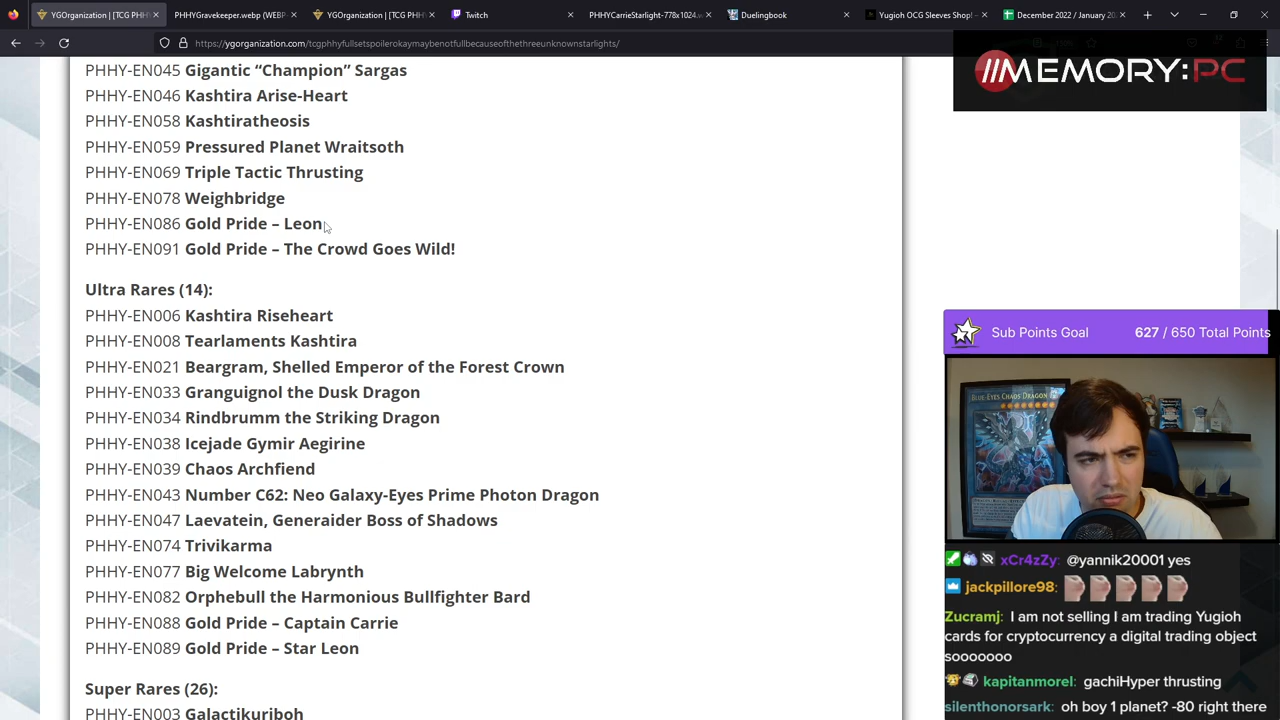 YGOrganization | [TCG PHH
PHHYGravekeeper.webp (WEBP
YGOrganization | [TCG PHH
Twitch
PHHYCarrieStarlight-778x1024.w
Duelingbook
Yugioh OCG Sleeves Shop! –
December 2022 / January 202
https://ygorganization.com/tcgphhyfullsetspoilerokaymaybenotfullbecauseofthethreeunknownstarlights/
//MEMORY:PC
PHHY-EN045 Gigantic “Champion” Sargas
PHHY-EN046 Kashtira Arise-Heart
PHHY-EN058 Kashtiratheosis
PHHY-EN059 Pressured Planet Wraitsoth
PHHY-EN069 Triple Tactic Thrusting
PHHY-EN078 Weighbridge
PHHY-EN086 Gold Pride – Leon
PHHY-EN091 Gold Pride – The Crowd Goes Wild!
Ultra Rares (14):
PHHY-EN006 Kashtira Riseheart
PHHY-EN008 Tearlaments Kashtira
PHHY-EN021 Beargram, Shelled Emperor of the Forest Crown
PHHY-EN033 Granguignol the Dusk Dragon
PHHY-EN034 Rindbrumm the Striking Dragon
PHHY-EN038 Icejade Gymir Aegirine
PHHY-EN039 Chaos Archfiend
PHHY-EN043 Number C62: Neo Galaxy-Eyes Prime Photon Dragon
PHHY-EN047 Laevatein, Generaider Boss of Shadows
PHHY-EN074 Trivikarma
PHHY-EN077 Big Welcome Labrynth
PHHY-EN082 Orphebull the Harmonious Bullfighter Bard
PHHY-EN088 Gold Pride – Captain Carrie
PHHY-EN089 Gold Pride – Star Leon
Super Rares (26):
PHHY-EN003 Galactikuriboh
Sub Points Goal 627 / 650 Total Points
BLUE-EYES CHAOS DRAGON
xCr4zZy: @yannik20001 yes
jackpillore98:
Zucramj: I am not selling I am trading Yugioh
cards for cryptocurrency a digital trading object
sooooooo
kapitanmorel: gachiHyper thrusting
silenthonorsark: oh boy 1 planet? -80 right there